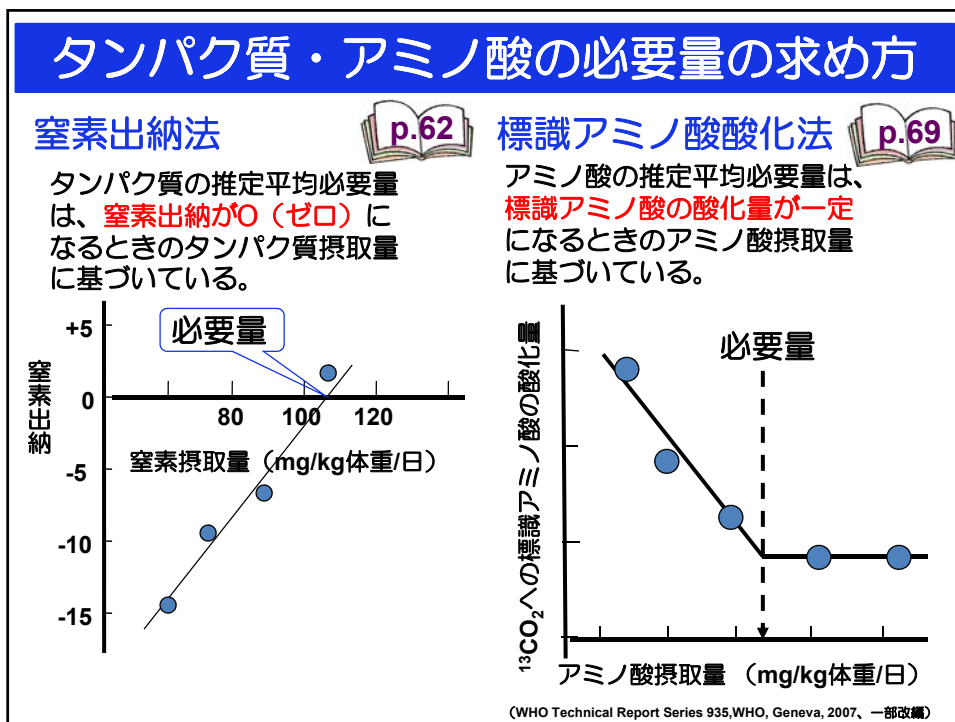 タンパク質・アミノ酸の必要量の求め方
窒素出納法
p.62
タンパク質の推定平均必要量
は、窒素出納がO（ゼロ）に
なるときのタンパク質摂取量
に基づいている。
必要量
窒素出納
+5
0
-5
-10
-15
80
100
120
窒素摂取量（mg/kg体重/日）
標識アミノ酸酸化法
p.69
アミノ酸の推定平均必要量は、
標識アミノ酸の酸化量が一定
になるときのアミノ酸摂取量
に基づいている。
必要量
¹³CO₂への標識アミノ酸の酸化量
アミノ酸摂取量 （mg/kg体重/日）
（WHO Technical Report Series 935,WHO, Geneva, 2007、一部改編）